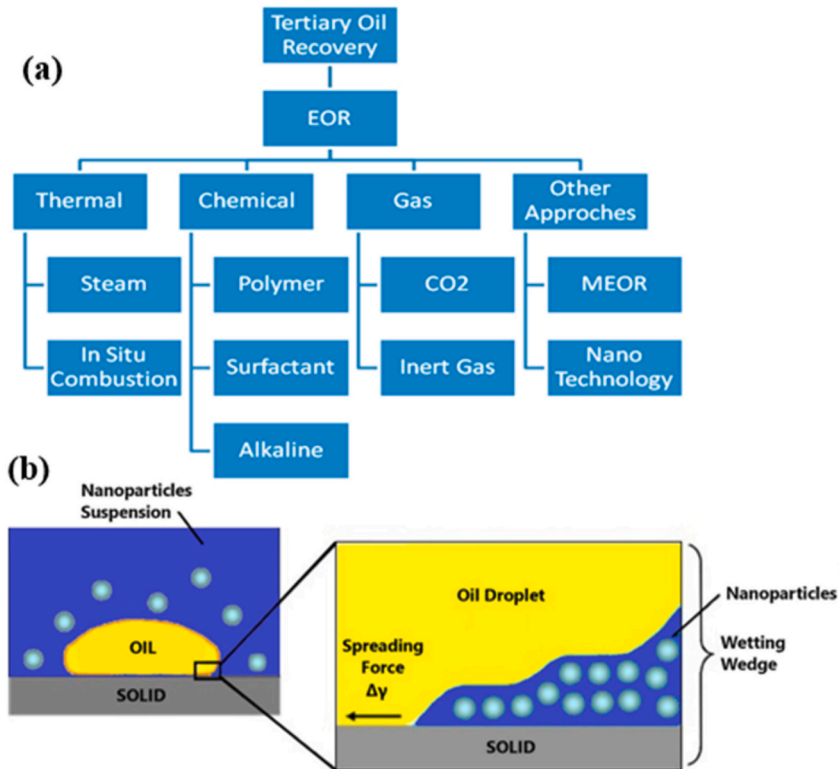 (a)
Tertiary Oil
Recovery
EOR
Thermal
Chemical
Gas
Other
Approches
Steam
Polymer
CO2
MEOR
In Situ
Combustion
Surfactant
Inert Gas
Nano
Technology
Alkaline
(b)
Nanoparticles
Suspension
OIL
SOLID
Oil Droplet
Spreading
Force
Δγ
SOLID
Nanoparticles
Wetting
Wedge